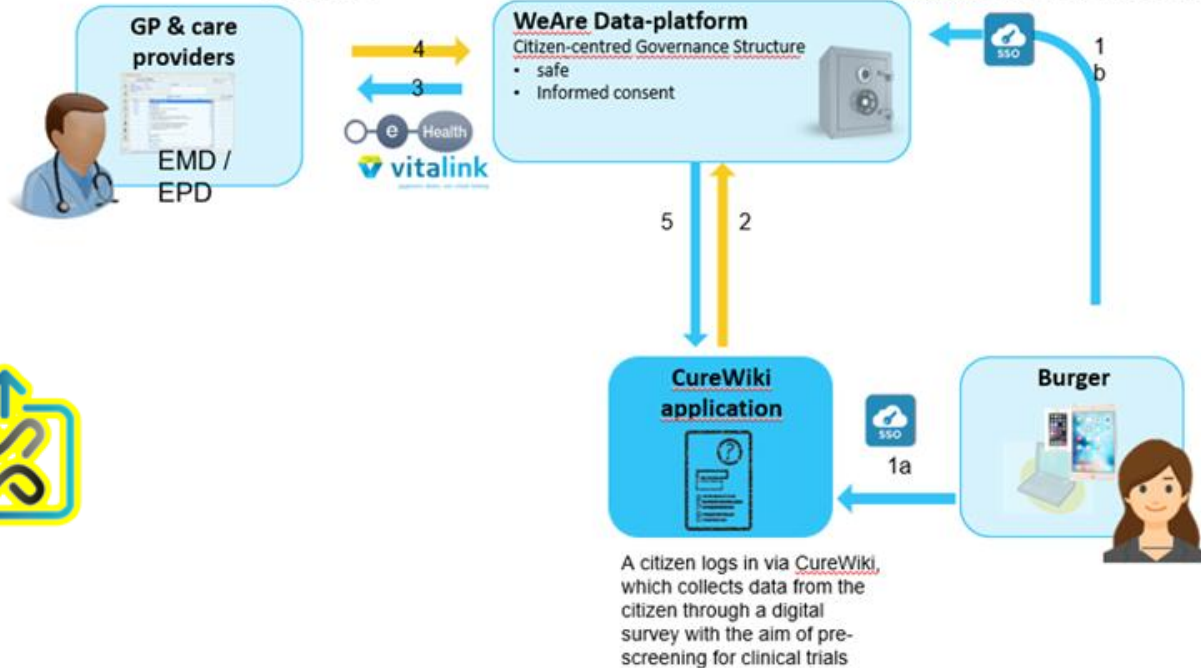 GP & care
providers
EMD /
EPD
4
3
e Health
vitalink
WeAre Data-platform
Citizen-centred Governance Structure
• safe
• Informed consent
SSO
1
b
5
2
CureWiki
application
?
SSO
1a
Burger
A citizen logs in via CureWiki,
which collects data from the
citizen through a digital
survey with the aim of pre-
screening for clinical trials